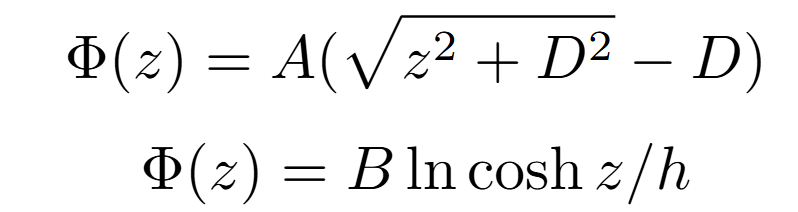 Φ(z) = A(√(z² + D²) − D)
Φ(z) = B ln cosh z/h